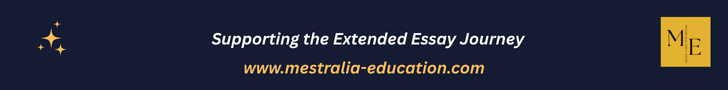 Supporting the Extended Essay Journey
www.mestralia-education.com
M E